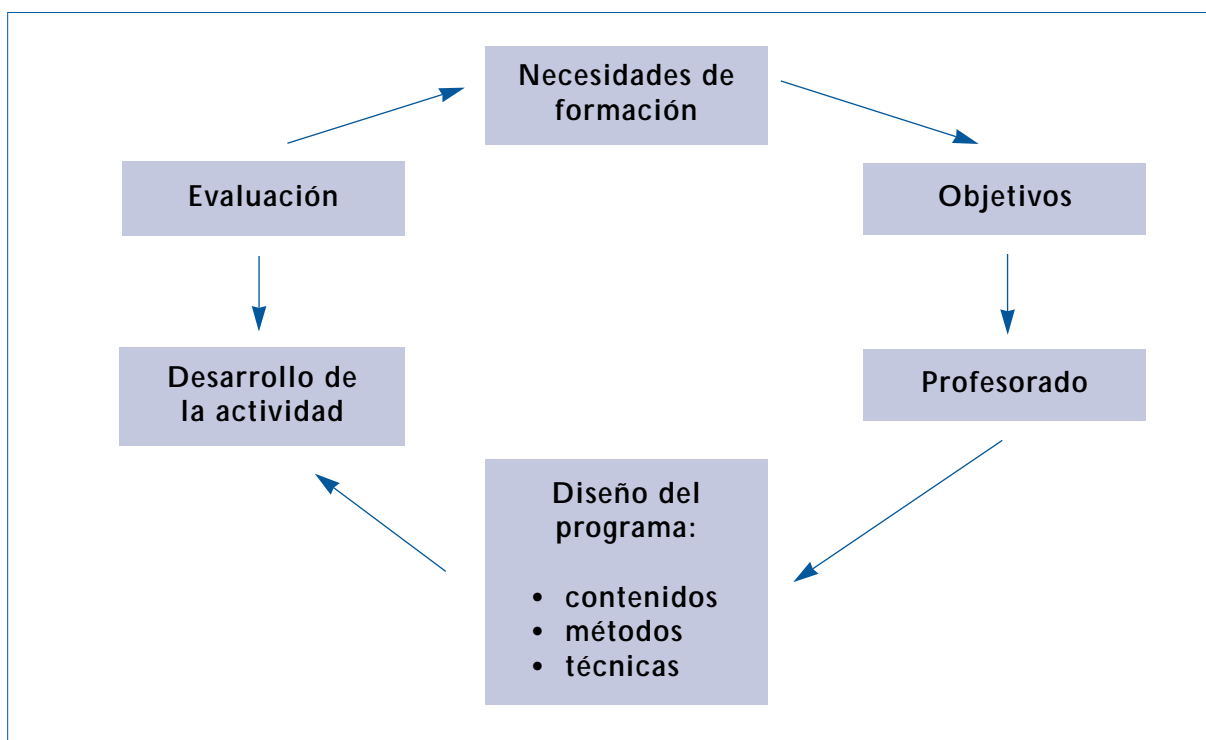 Necesidades de
formación
Evaluación
Objetivos
Desarrollo de
la actividad
Profesorado
Diseño del
programa:
• contenidos
• métodos
• técnicas